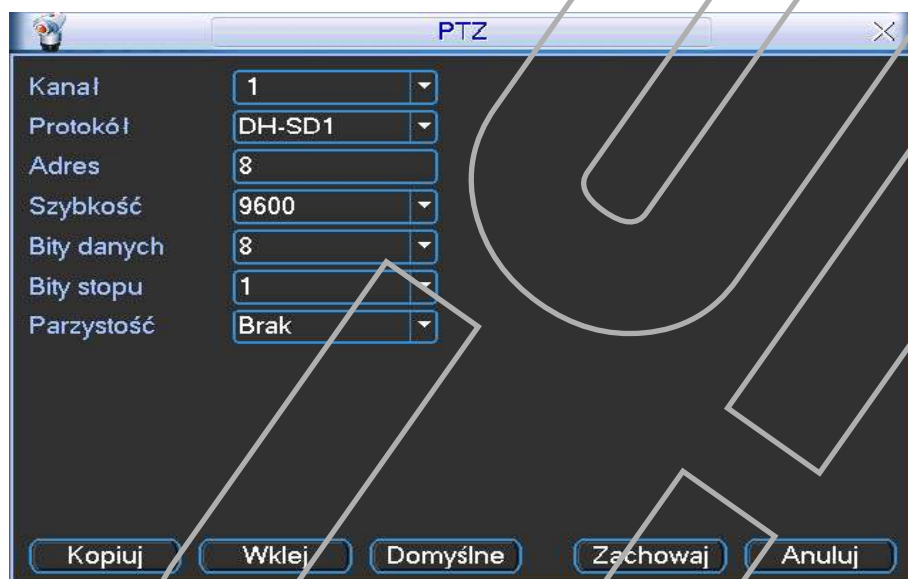 PTZ
Kanał 1
Protokół DH-SD1
Adres 8
Szybkość 9600
Bity danych 8
Bity stopu 1
Parzystość Brak
Kopiuj Wklej Domyślne Zachowaj Anuluj